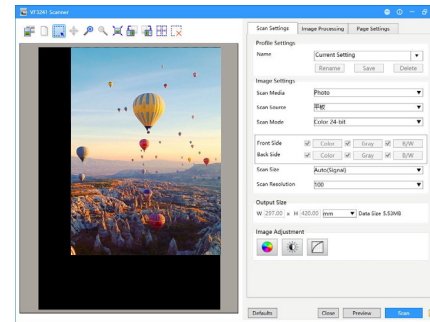 VT3241 Scanner
Scan Settings Image Processing Page Settings
Profile Settings
Name Current Setting
Rename Save Delete
Image Settings
Scan Media Photo
Scan Source 平板
Scan Mode Color 24-bit
Front Side Color Gray B/W
Back Side Color Gray B/W
Scan Size Auto(Signal)
Scan Resolution 100
Output Size
W 297.00 x H 420.00 mm Data Size 5.53MB
Image Adjustment
Defaults Close Preview Scan